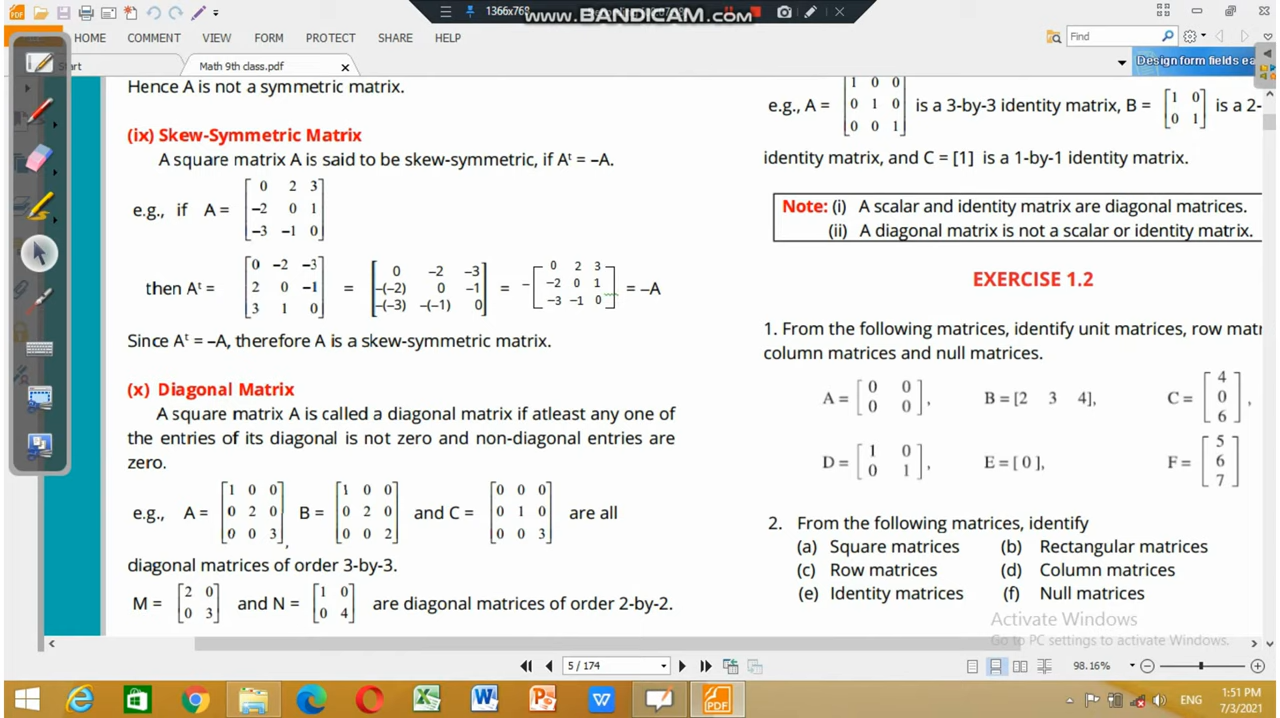 1366x768
www.BANDICAM.com
HOME COMMENT VIEW FORM PROTECT SHARE HELP
Find
Start
Math 9th class.pdf
Design form fields ea
Hence A is not a symmetric matrix.
(ix) Skew-Symmetric Matrix
A square matrix A is said to be skew-symmetric, if Aᵗ = –A.
e.g., if A = [0 2 3
–2 0 1
–3 –1 0]
then Aᵗ = [0 –2 –3
2 0 –1
3 1 0] = [0 –2 –3
–(–2) 0 –1
–(–3) –(–1) 0] = – [0 2 3
–2 0 1
–3 –1 0] = –A
Since Aᵗ = –A, therefore A is a skew-symmetric matrix.
(x) Diagonal Matrix
A square matrix A is called a diagonal matrix if atleast any one of
the entries of its diagonal is not zero and non-diagonal entries are
zero.
e.g., A = [1 0 0
0 2 0
0 0 3], B = [1 0 0
0 2 0
0 0 2] and C = [0 0 0
0 1 0
0 0 3] are all
diagonal matrices of order 3-by-3.
M = [2 0
0 3] and N = [1 0
0 4] are diagonal matrices of order 2-by-2.
e.g., A = [1 0 0
0 1 0
0 0 1] is a 3-by-3 identity matrix, B = [1 0
0 1] is a 2-
identity matrix, and C = [1] is a 1-by-1 identity matrix.
Note: (i) A scalar and identity matrix are diagonal matrices.
(ii) A diagonal matrix is not a scalar or identity matrix.
EXERCISE 1.2
1. From the following matrices, identify unit matrices, row matr
column matrices and null matrices.
A = [0 0
0 0], B = [2 3 4], C = [4
0
6],
D = [1 0
0 1], E = [ 0 ], F = [5
6
7]
2. From the following matrices, identify
(a) Square matrices (b) Rectangular matrices
(c) Row matrices (d) Column matrices
(e) Identity matrices (f) Null matrices
Activate Windows
Go to PC settings to activate Windows.
5 / 174
98.16%
ENG
1:51 PM
7/3/2021